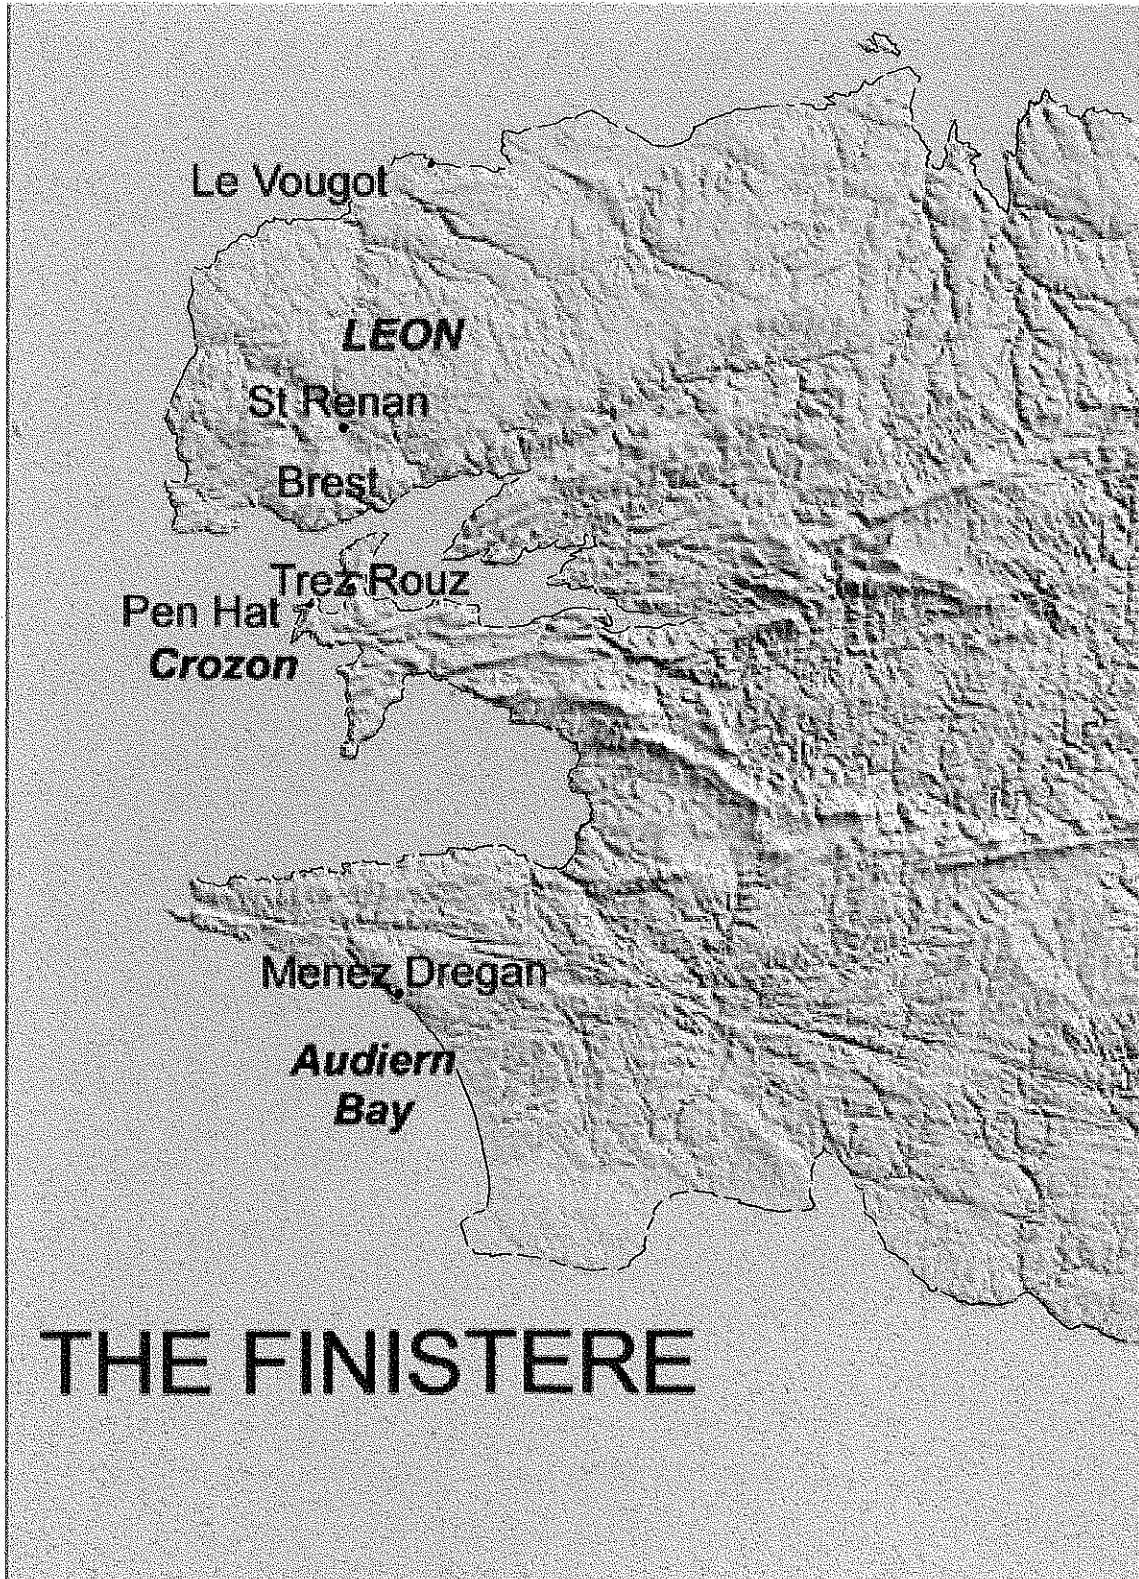 Le Vougot
LEON
St Renan
Brest
Trez Rouz
Pen Hat
Crozon
Menez Dregan
Audiern
Bay
THE FINISTERE